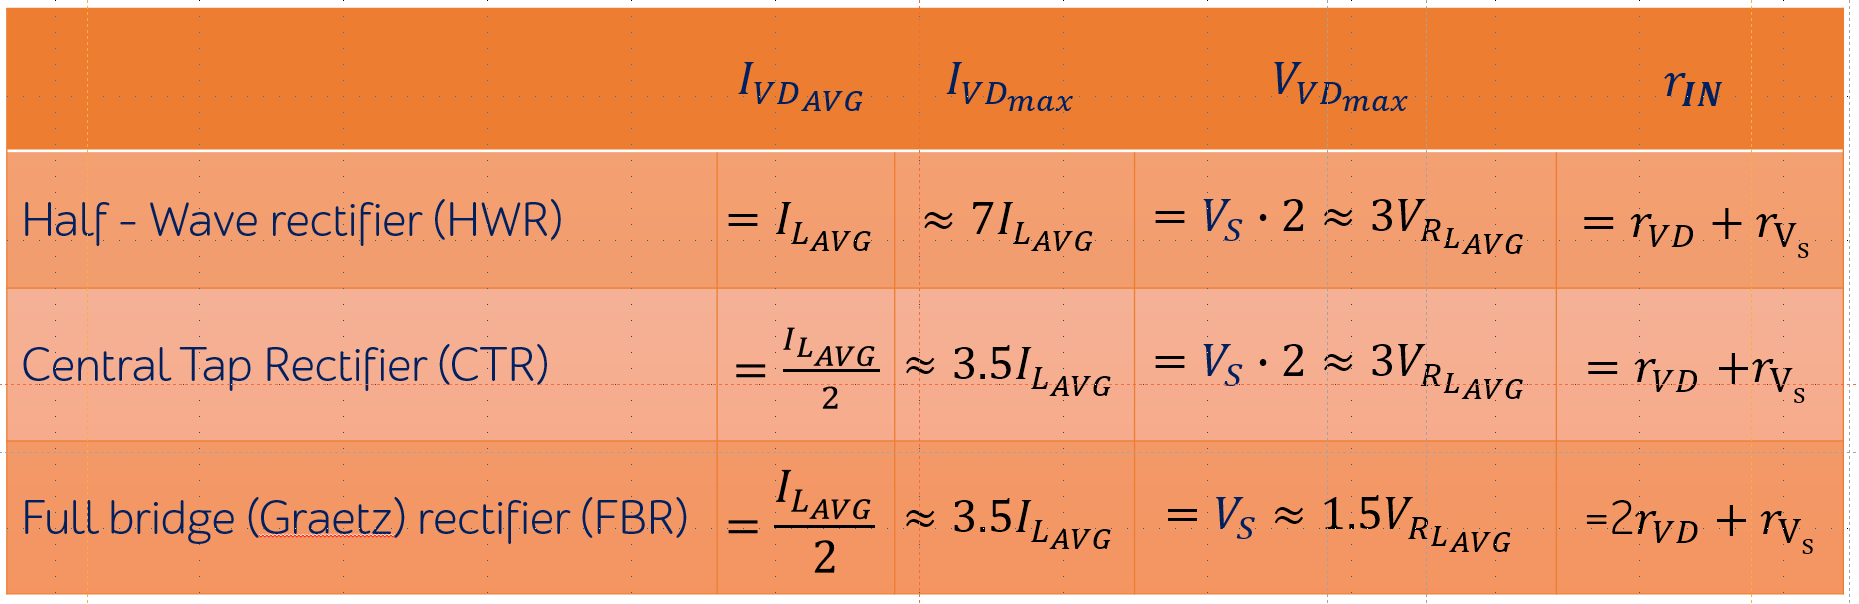 I_{VD_{AVG}} I_{VD_{max}} V_{VD_{max}} r_{IN}
Half - Wave rectifier (HWR) = I_{L_{AVG}} ≈ 7I_{L_{AVG}} = V_S · 2 ≈ 3V_{R_{L_{AVG}}} = r_{VD} + r_{V_S}
Central Tap Rectifier (CTR) = \frac{I_{L_{AVG}}}{2} ≈ 3.5I_{L_{AVG}} = V_S · 2 ≈ 3V_{R_{L_{AVG}}} = r_{VD} +r_{V_S}
Full bridge (Graetz) rectifier (FBR) = \frac{I_{L_{AVG}}}{2} ≈ 3.5I_{L_{AVG}} = V_S ≈ 1.5V_{R_{L_{AVG}}} =2r_{VD} + r_{V_S}